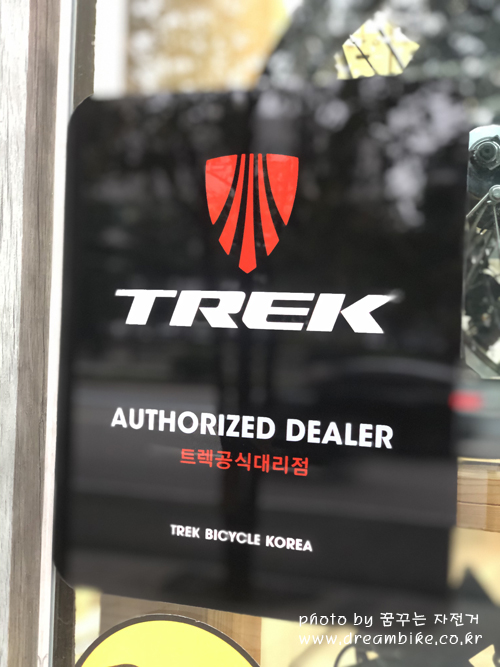 TREK
AUTHORIZED DEALER
트렉공식대리점
TREK BICYCLE KOREA
photo by 꿈꾸는 자전거
www.dreambike.co.kr